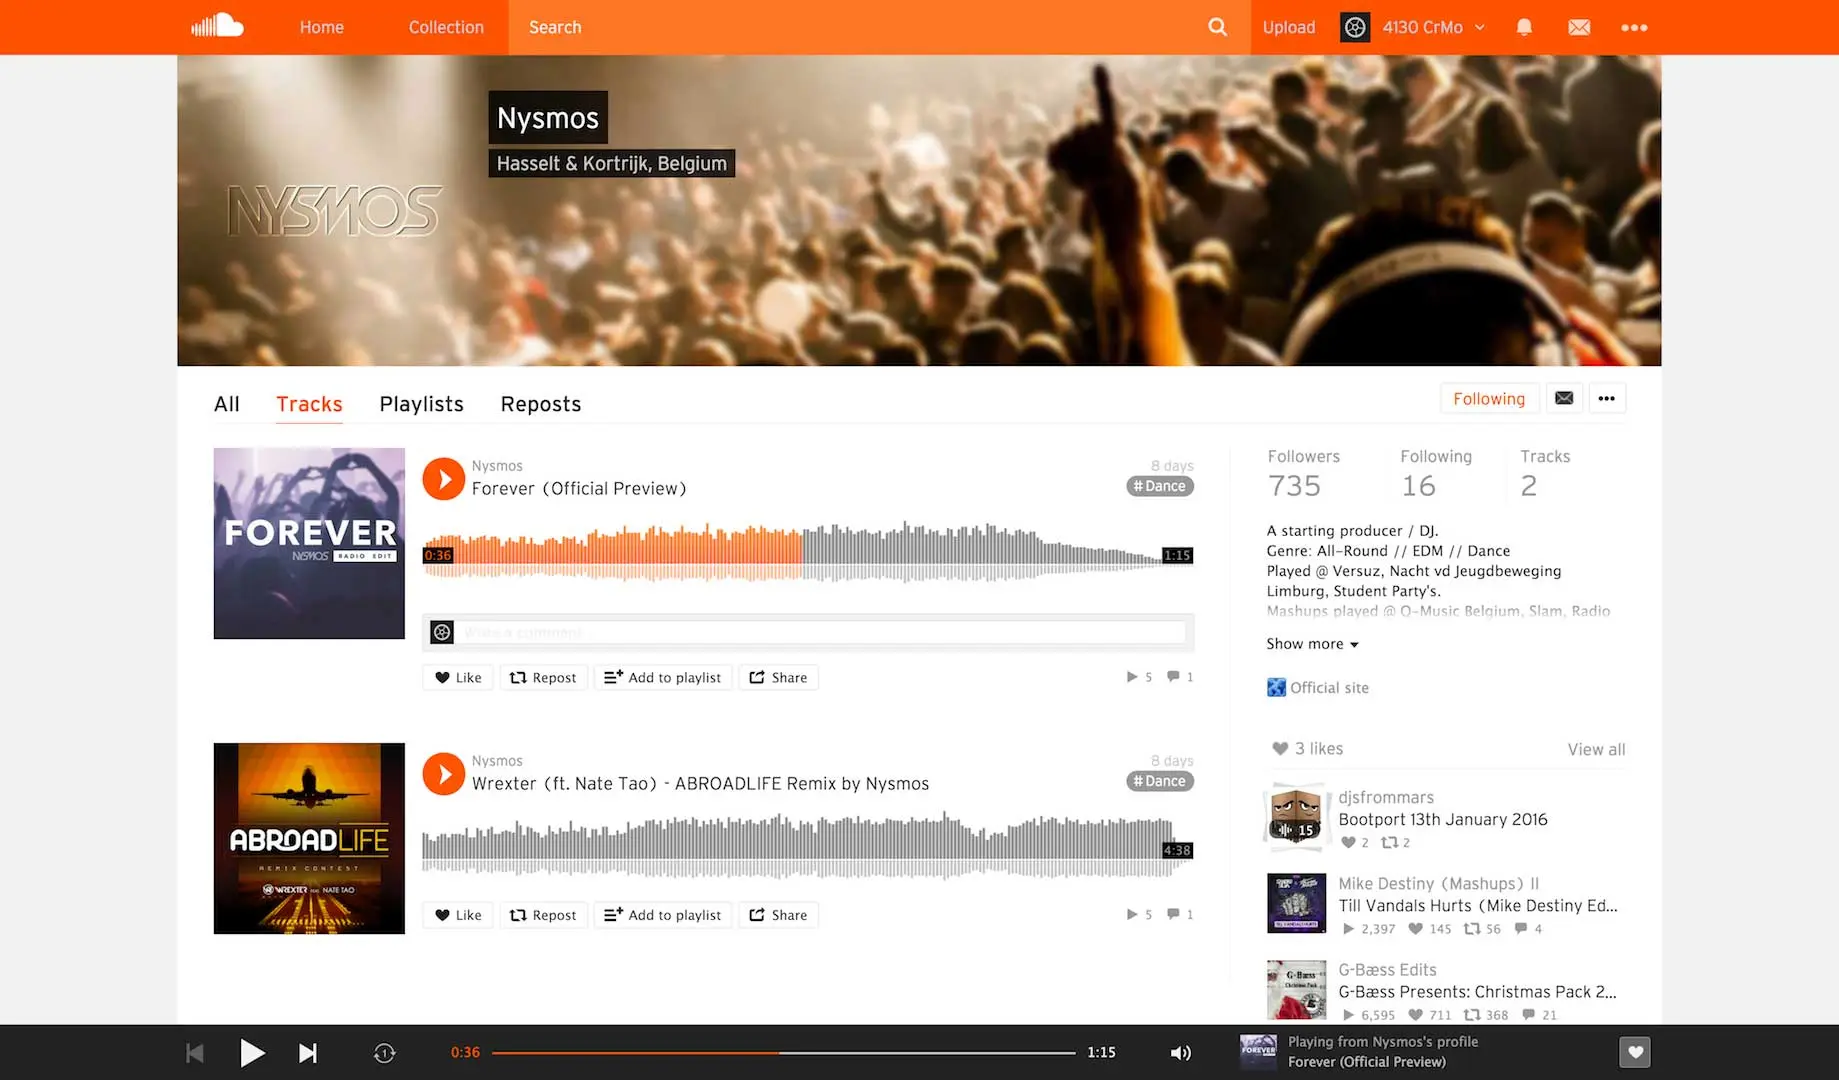 Home
Collection
Search
Upload
4130 CrMo
Nysmos
Hasselt & Kortrijk, Belgium
NYSMOS
All
Tracks
Playlists
Reposts
Following
FOREVER
NYSMOS RADIO EDIT
Nysmos
8 days
Forever (Official Preview)
# Dance
0:36
1:15
Write a comment
Like
Repost
Add to playlist
Share
5
1
ABROADLIFE
REMIX CONTEST
WREXTER feat. NATE TAO
Nysmos
8 days
Wrexter (ft. Nate Tao) - ABROADLIFE Remix by Nysmos
# Dance
4:38
Like
Repost
Add to playlist
Share
5
1
Followers
735
Following
16
Tracks
2
A starting producer / DJ.
Genre: All-Round // EDM // Dance
Played @ Versuz, Nacht vd Jeugdbeweging
Limburg, Student Party's.
Mashups played @ Q-Music Belgium, Slam, Radio
Show more
Official site
3 likes
View all
15
djsfrommars
Bootport 13th January 2016
2
2
Mike Destiny (Mashups) II
Till Vandals Hurts (Mike Destiny Ed...
2,397
145
56
4
G-Bæss
Christmas Pack
G-Bæss Edits
G-Bæss Presents: Christmas Pack 2...
6,595
711
368
21
1
0:36
1:15
FOREVER
Playing from Nysmos's profile
Forever (Official Preview)